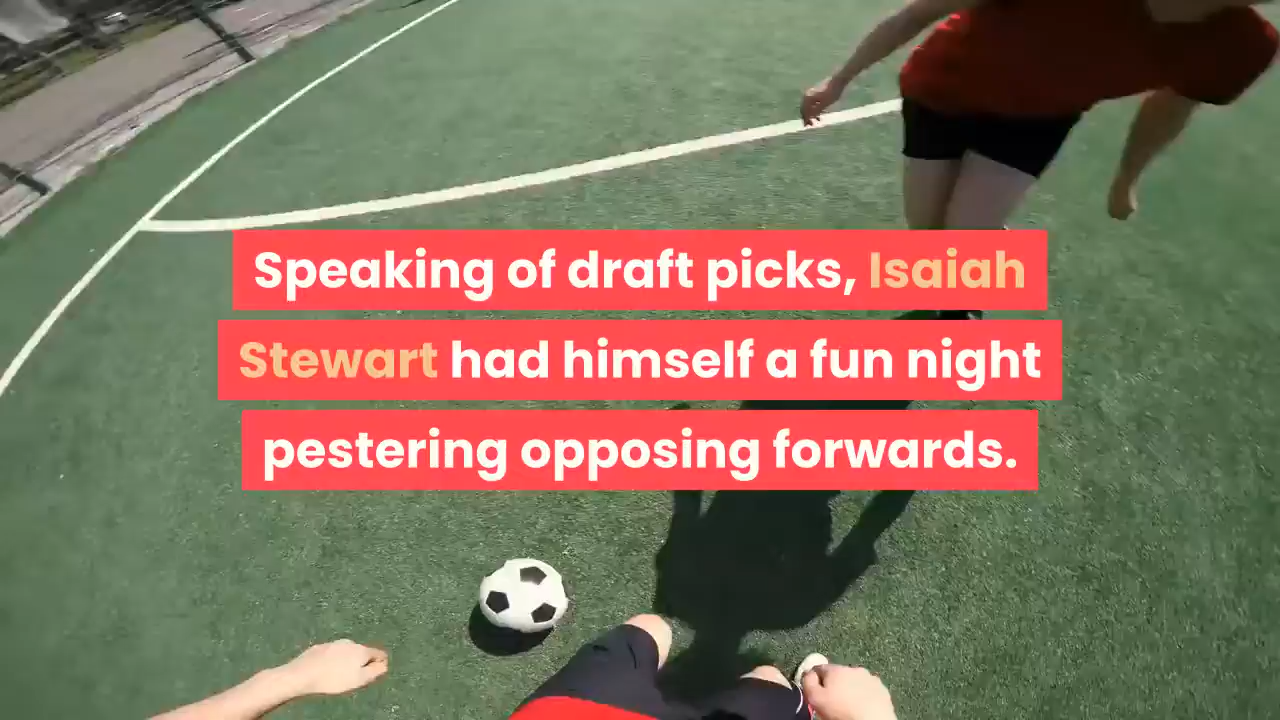 Speaking of draft picks, Isaiah
Stewart had himself a fun night
pestering opposing forwards.